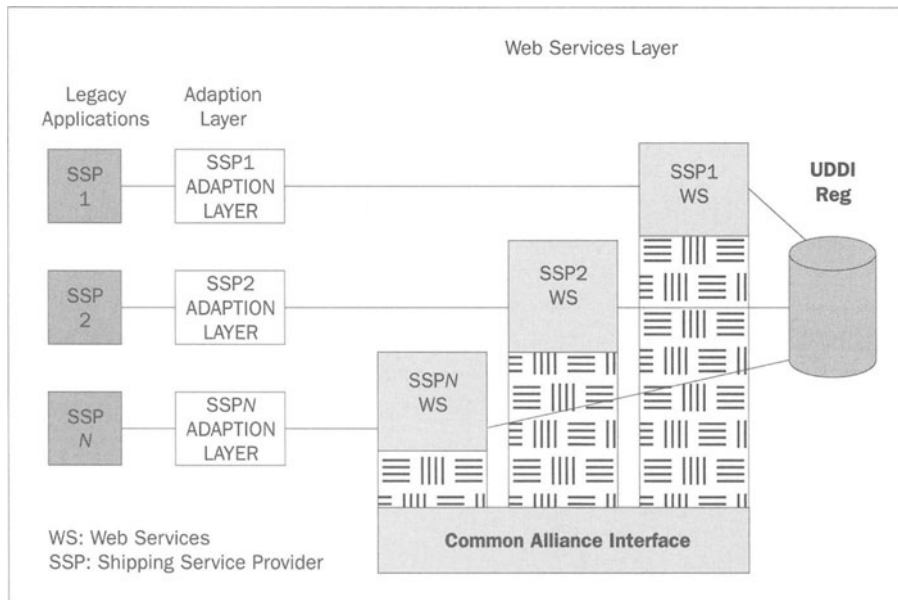 Web Services Layer
Legacy
Applications
Adaption
Layer
SSP
1
SSP1
ADAPTION
LAYER
SSP1
WS
UDDI
Reg
SSP
2
SSP2
ADAPTION
LAYER
SSP2
WS
SSP
N
SSPN
ADAPTION
LAYER
SSPN
WS
WS: Web Services
SSP: Shipping Service Provider
Common Alliance Interface